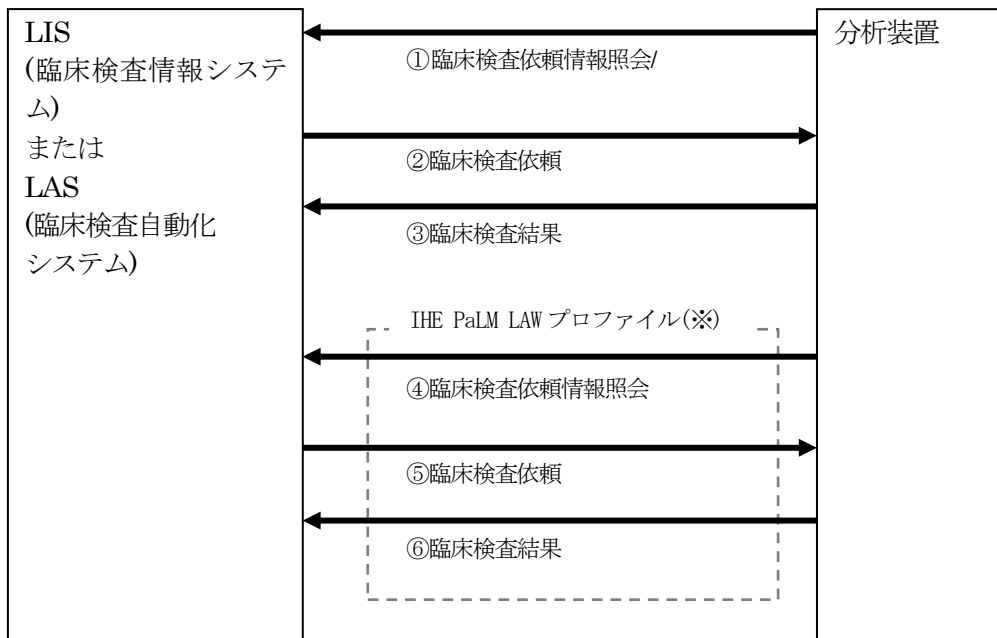 LIS
(臨床検査情報システ
ム)
または
LAS
(臨床検査自動化
システム)
分析装置
①臨床検査依頼情報照会/
②臨床検査依頼
③臨床検査結果
IHE PaLM LAWプロファイル(※)
④臨床検査依頼情報照会
⑤臨床検査依頼
⑥臨床検査結果